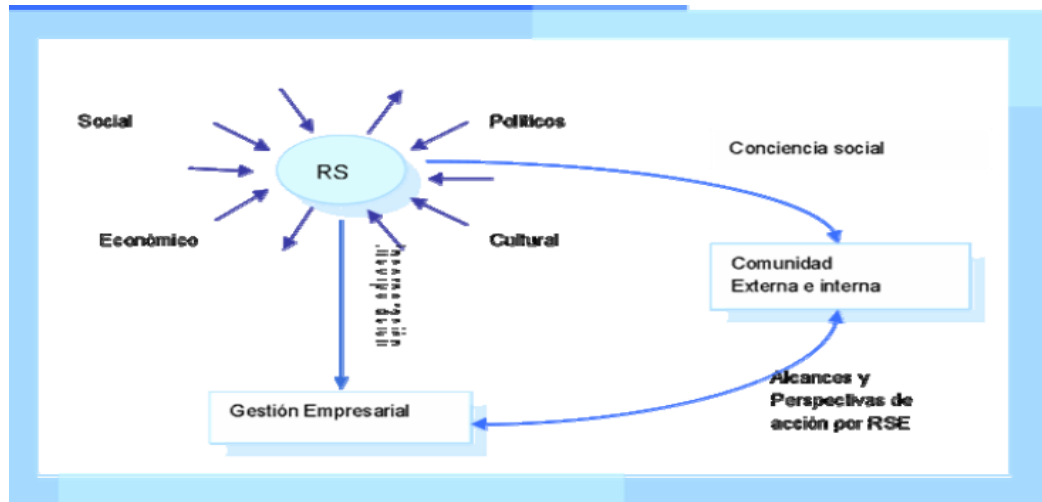 Social
Políticos
Conciencia social
RS
Económico
Cultural
Comunidad
Externa e interna
Alcances y
Perspectivas de
acción por RSE
Gestión Empresarial